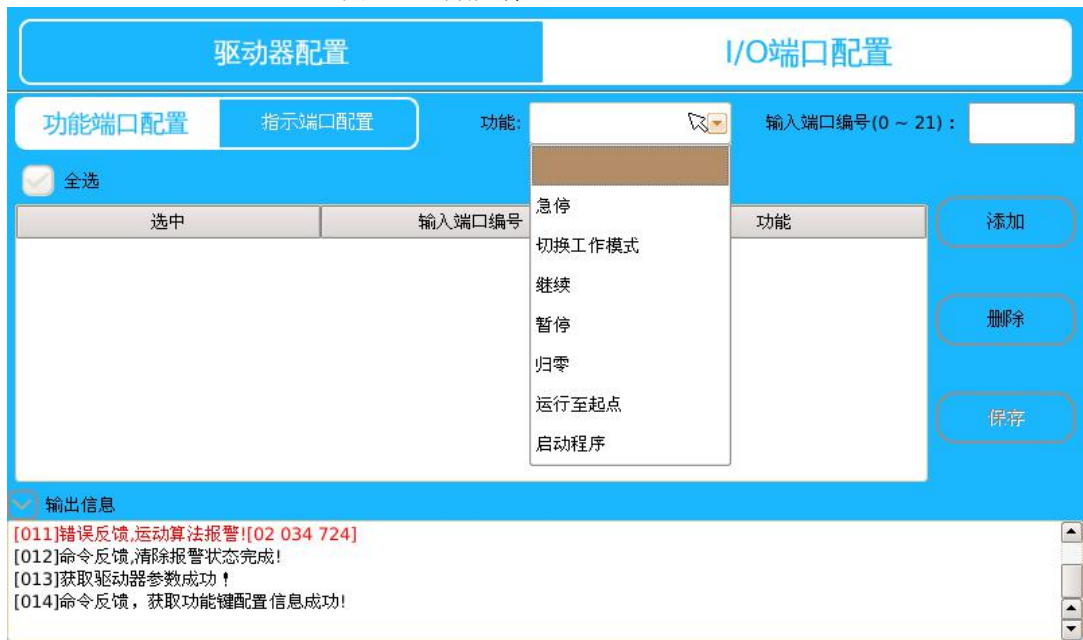 驱动器配置 I/O端口配置
功能端口配置 指示端口配置 功能: 输入端口编号(0 ~ 21) :
全选
选中 输入端口编号 功能 添加
急停
切换工作模式
继续
暂停 删除
归零
运行至起点 保存
启动程序
输出信息
[011]错误反馈,运动算法报警![02 034 724]
[012]命令反馈,清除报警状态完成!
[013]获取驱动器参数成功！
[014]命令反馈，获取功能键配置信息成功!